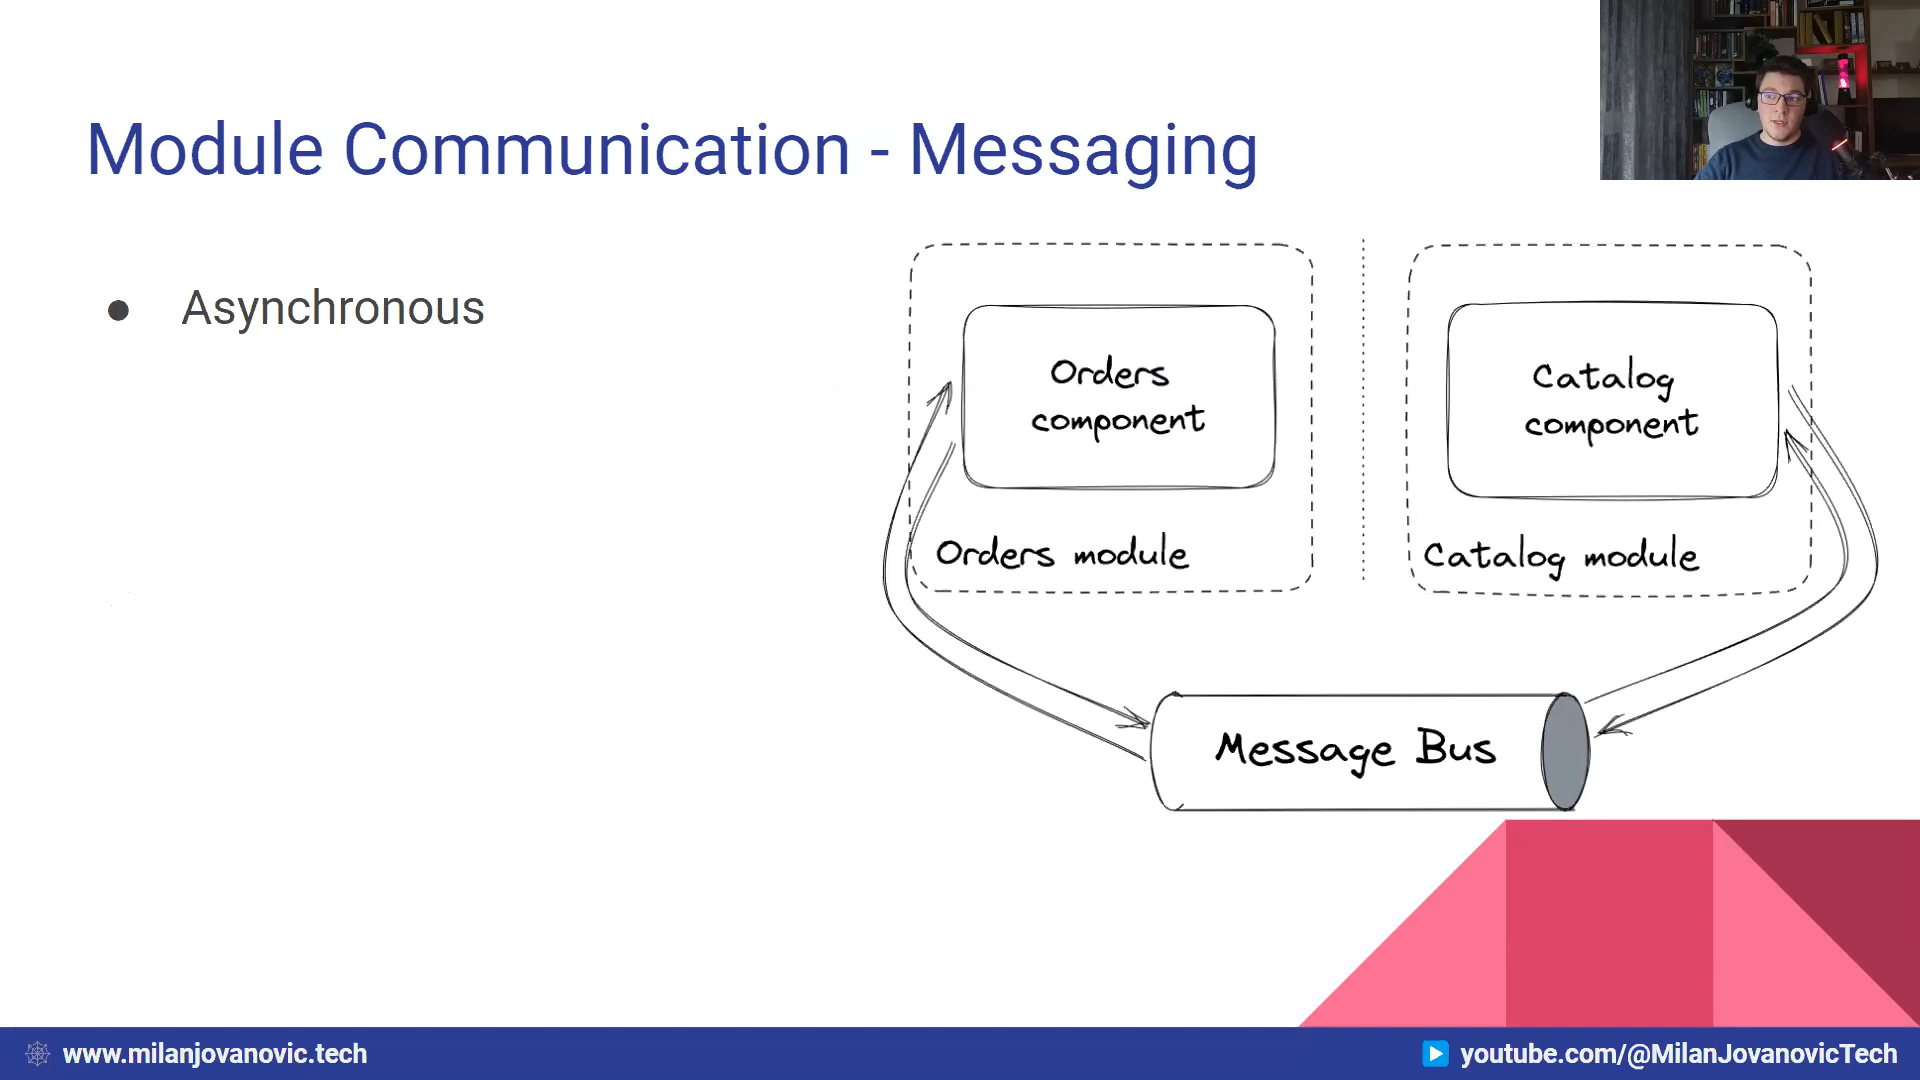 Module Communication - Messaging
● Asynchronous
Orders
component
Orders module
Catalog
component
Catalog module
Message Bus
www.milanjovanovic.tech
youtube.com/@MilanJovanovicTech